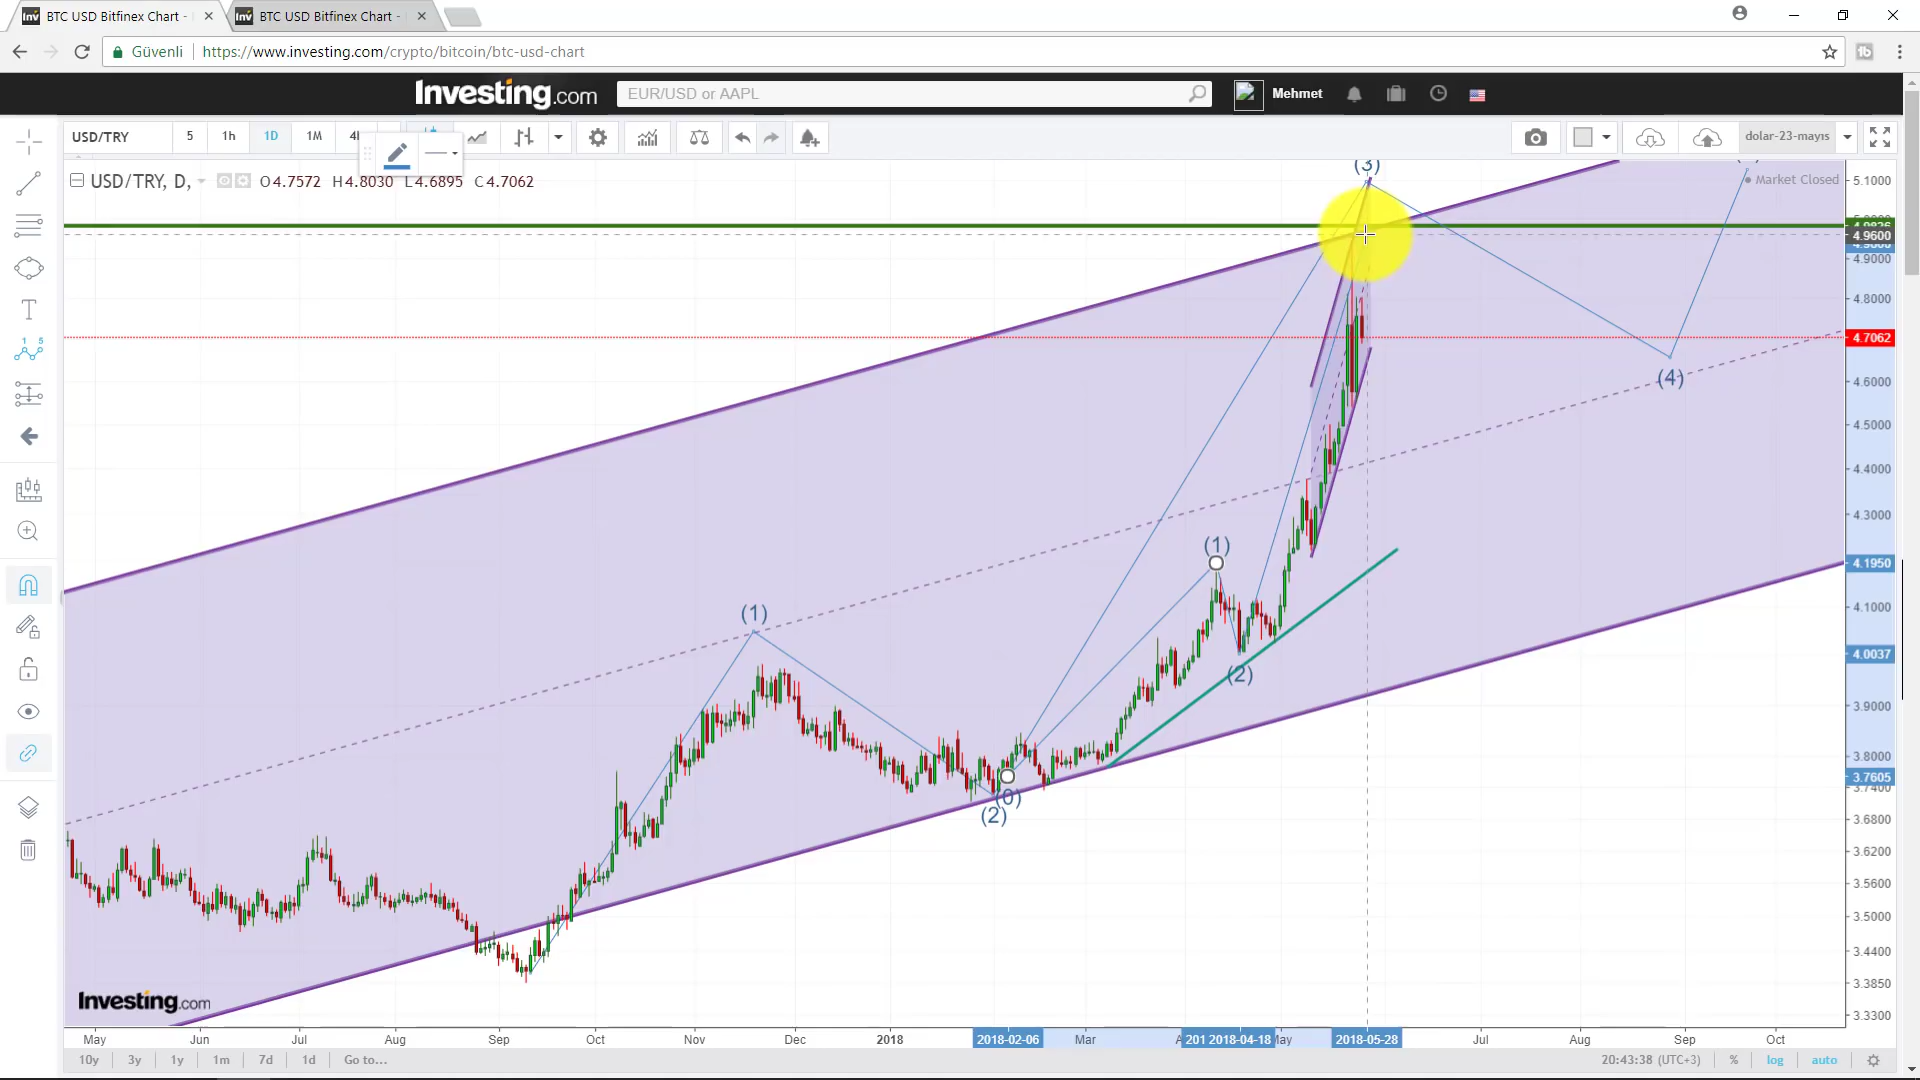 BTC USD Bitfinex Chart -
BTC USD Bitfinex Chart -
Güvenli
https://www.investing.com/crypto/bitcoin/btc-usd-chart
Investing.com
EUR/USD or AAPL
Mehmet
USD/TRY
5
1h
1D
1M
dolar-23-mayıs
USD/TRY, D,
O4.7572 H4.8030 L4.6895 C4.7062
Market Closed
(3)
(4)
(1)
(2)
(1)
(0)
(2)
5.1000
4.9600
4.9000
4.8000
4.7062
4.6000
4.5000
4.4000
4.3000
4.1950
4.1000
4.0037
3.9000
3.8000
3.7605
3.7400
3.6800
3.6200
3.5600
3.5000
3.4400
3.3850
3.3300
Investing.com
May
Jun
Jul
Aug
Sep
Oct
Nov
Dec
2018
2018-02-06
Mar
2018-04-18
2018-05-28
Jul
Aug
Sep
Oct
10y
3y
1y
1m
7d
1d
Go to...
20:43:38 (UTC+3)
%
log
auto